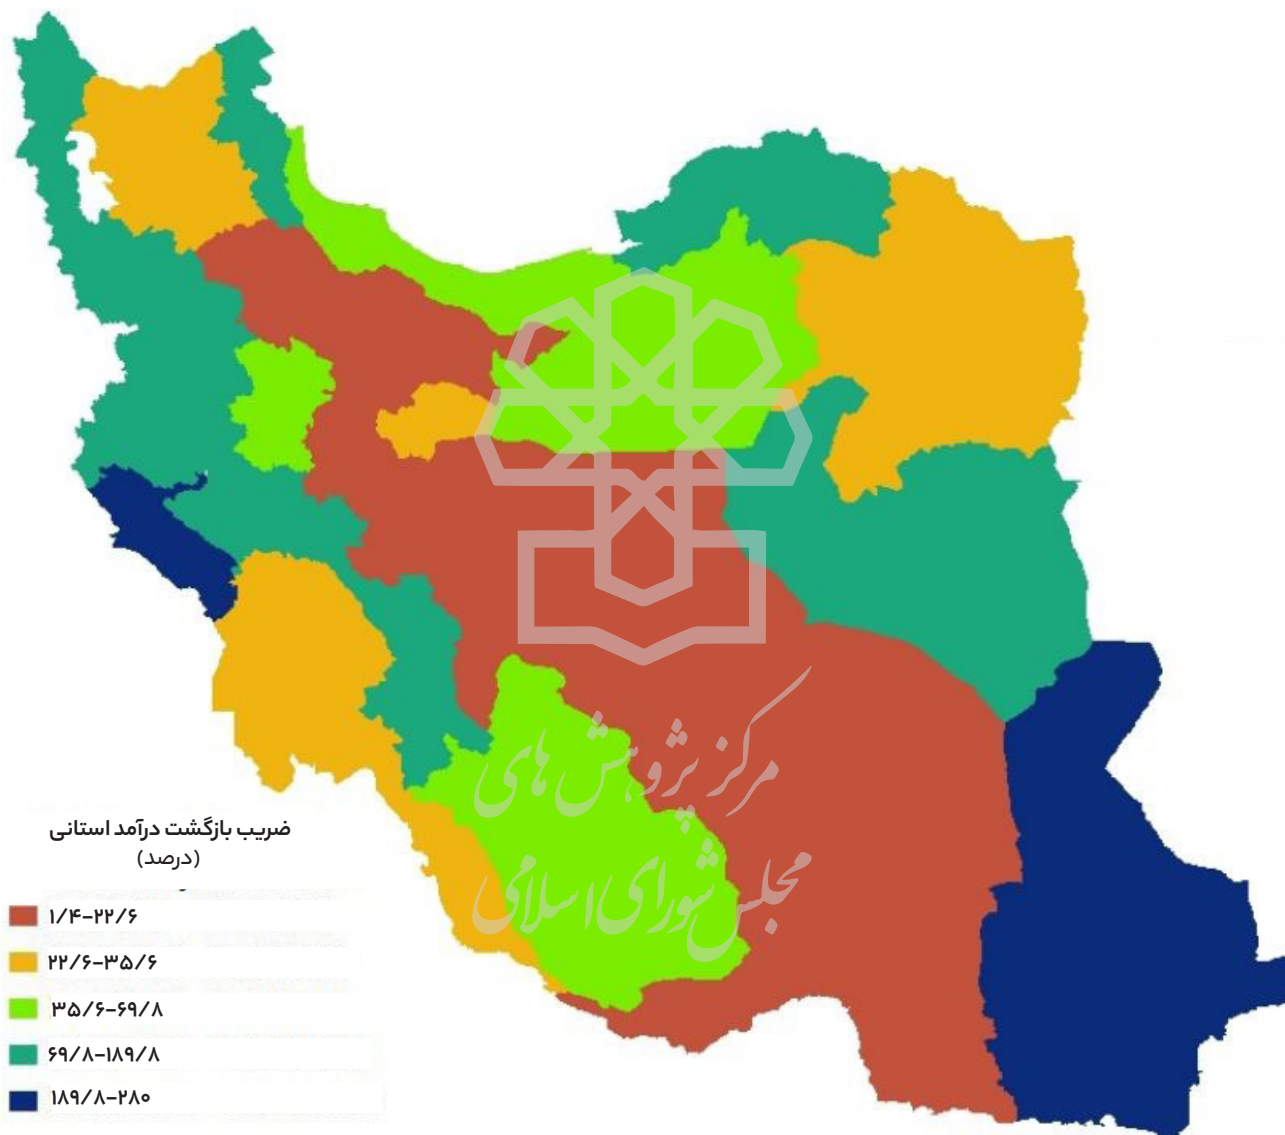 مرکز پژوهش های
مجلس شورای اسلامی
ضریب بازگشت درآمد استانی
(درصد)
۱/۴-۲۲/۶
۲۲/۶-۳۵/۶
۳۵/۶-۶۹/۸
۶۹/۸-۱۸۹/۸
۱۸۹/۸-۲۸۰